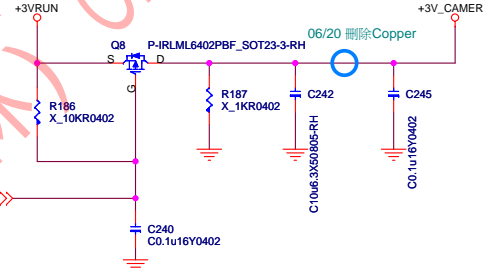 +3VRUN
+3V_CAMER
06/20 刪除Copper
Q8
P-IRLML6402PBF_SOT23-3-RH
S
D
G
R186
X_10KR0402
R187
X_1KR0402
C242
C10u6.3X50805-RH
C245
C0.1u16Y0402
C240
C0.1u16Y0402